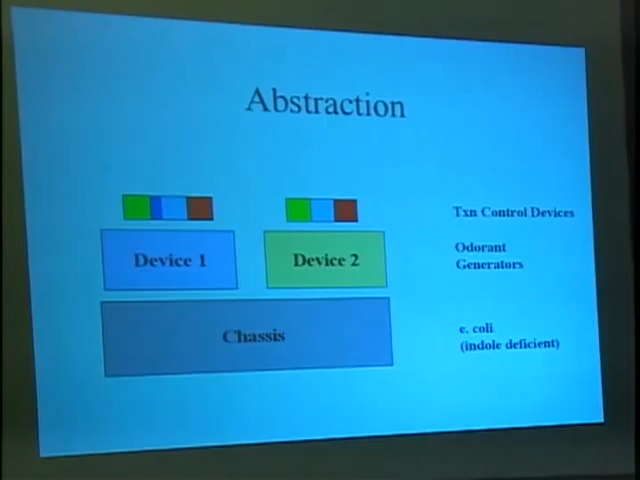 Abstraction
Txn Control Devices
Device 1
Device 2
Odorant
Generators
Chassis
e. coli
(indole deficient)